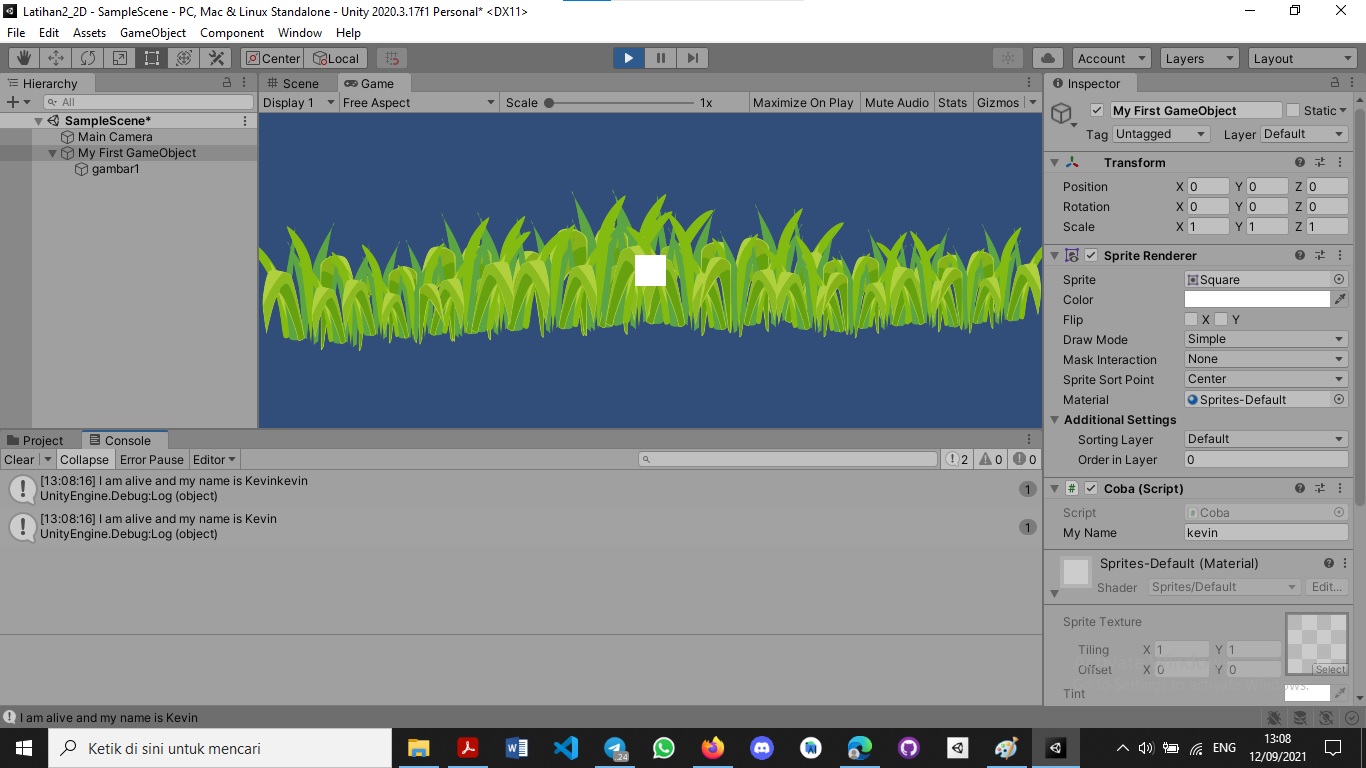 Latihan2_2D - SampleScene - PC, Mac & Linux Standalone - Unity 2020.3.17f1 Personal* <DX11>
File Edit Assets GameObject Component Window Help
Center Local Account Layers Layout
Hierarchy Scene Game Inspector
All Display 1 Free Aspect Scale 1x Maximize On Play Mute Audio Stats Gizmos
My First GameObject Static
SampleScene*
Tag Untagged Layer Default
Main Camera
My First GameObject
gambar1
Transform
Position X 0 Y 0 Z 0
Rotation X 0 Y 0 Z 0
Scale X 1 Y 1 Z 1
Sprite Renderer
Sprite Square
Color
Flip X Y
Draw Mode Simple
Mask Interaction None
Sprite Sort Point Center
Material Sprites-Default
Additional Settings
Sorting Layer Default
Order in Layer 0
Project Console
Clear Collapse Error Pause Editor 2 0 0
[13:08:16] I am alive and my name is Kevinkevin
UnityEngine.Debug:Log (object)
1
[13:08:16] I am alive and my name is Kevin
UnityEngine.Debug:Log (object)
1
Coba (Script)
Script Coba
My Name kevin
Sprites-Default (Material)
Shader Sprites/Default Edit...
Sprite Texture
Tiling X 1 Y 1
Offset X 0 Y 0
Select
Tint
I am alive and my name is Kevin
Ketik di sini untuk mencari
.24
ENG
13:08
12/09/2021